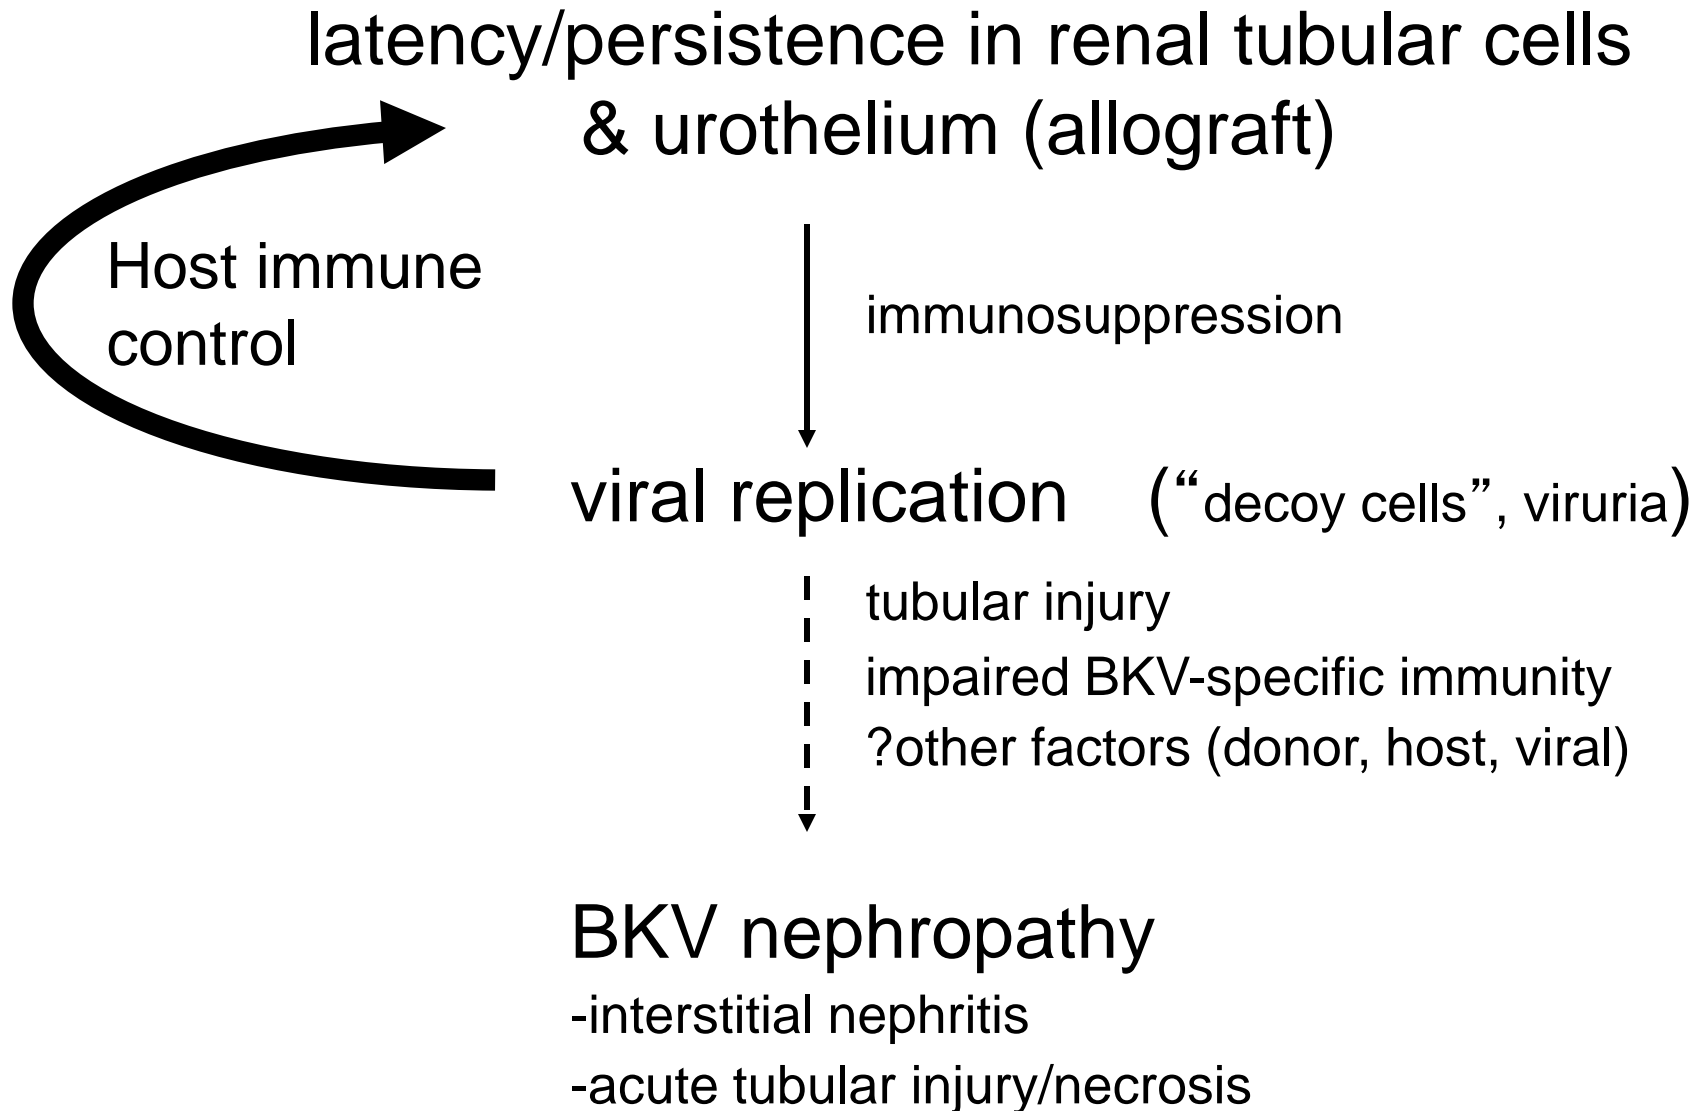 latency/persistence in renal tubular cells
& urothelium (allograft)
Host immune
control
immunosuppression
viral replication (“decoy cells”, viruria)
tubular injury
impaired BKV-specific immunity
?other factors (donor, host, viral)
BKV nephropathy
-interstitial nephritis
-acute tubular injury/necrosis